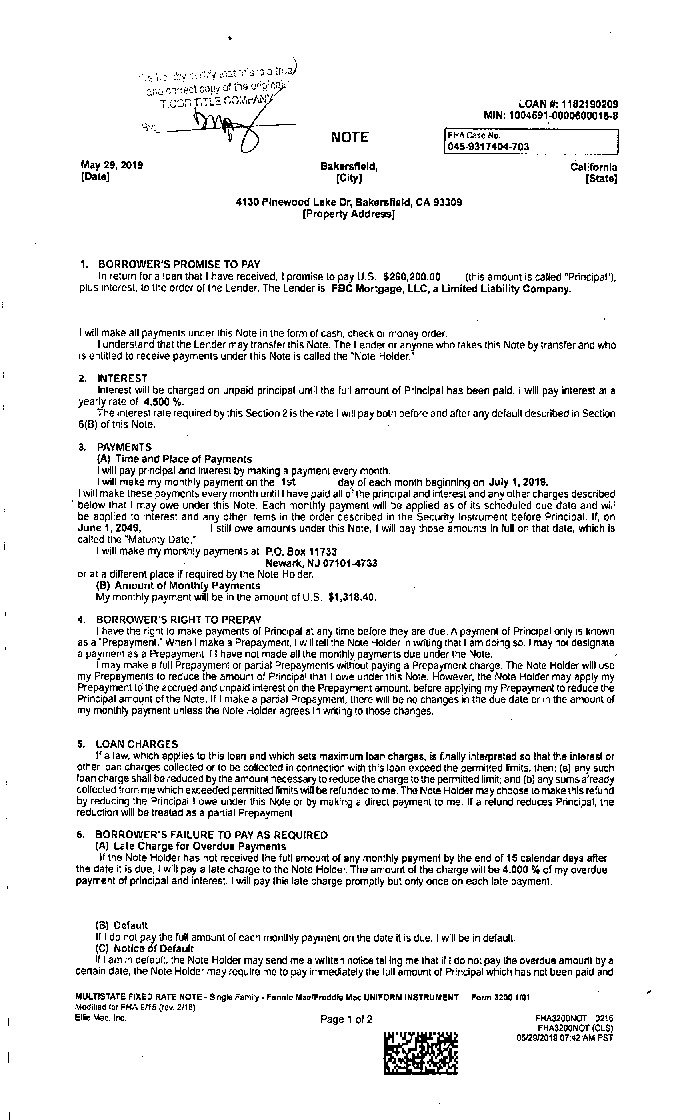 I hereby certify that this is a true
and correct copy of the original
TICOR TITLE COMPANY
LOAN #: 1182190209
MIN: 1004691-0000600018-8
NOTE
FHA Case No.
045-9317404-703
May 29, 2019
[Date]
Bakersfield,
[City]
California
[State]
4130 Pinewood Lake Dr, Bakersfield, CA 93309
[Property Address]
1. BORROWER'S PROMISE TO PAY
In return for a loan that I have received, I promise to pay U.S. $260,200.00 (this amount is called "Principal"),
plus interest, to the order of the Lender. The Lender is FBC Mortgage, LLC, a Limited Liability Company.
I will make all payments under this Note in the form of cash, check or money order.
I understand that the Lender may transfer this Note. The Lender or anyone who takes this Note by transfer and who
is entitled to receive payments under this Note is called the "Note Holder."
2. INTEREST
Interest will be charged on unpaid principal until the full amount of Principal has been paid. I will pay interest at a
yearly rate of 4.500 %.
The interest rate required by this Section 2 is the rate I will pay both before and after any default described in Section
6(B) of this Note.
3. PAYMENTS
(A) Time and Place of Payments
I will pay principal and interest by making a payment every month.
I will make my monthly payment on the 1st day of each month beginning on July 1, 2019.
I will make these payments every month until I have paid all of the principal and interest and any other charges described
below that I may owe under this Note. Each monthly payment will be applied as of its scheduled due date and will
be applied to interest and any other items in the order described in the Security Instrument before Principal. If, on
June 1, 2049, I still owe amounts under this Note, I will pay those amounts in full on that date, which is
called the "Maturity Date."
I will make my monthly payments at P.O. Box 11733
Newark, NJ 07101-4733
or at a different place if required by the Note Holder.
(B) Amount of Monthly Payments
My monthly payment will be in the amount of U.S. $1,318.40.
4. BORROWER'S RIGHT TO PREPAY
I have the right to make payments of Principal at any time before they are due. A payment of Principal only is known
as a "Prepayment." When I make a Prepayment, I will tell the Note Holder in writing that I am doing so. I may not designate
a payment as a Prepayment if I have not made all the monthly payments due under the Note.
I may make a full Prepayment or partial Prepayments without paying a Prepayment charge. The Note Holder will use
my Prepayments to reduce the amount of Principal that I owe under this Note. However, the Note Holder may apply my
Prepayment to the accrued and unpaid interest on the Prepayment amount, before applying my Prepayment to reduce the
Principal amount of the Note. If I make a partial Prepayment, there will be no changes in the due date or in the amount of
my monthly payment unless the Note Holder agrees in writing to those changes.
5. LOAN CHARGES
If a law, which applies to this loan and which sets maximum loan charges, is finally interpreted so that the interest or
other loan charges collected or to be collected in connection with this loan exceed the permitted limits, then: (a) any such
loan charge shall be reduced by the amount necessary to reduce the charge to the permitted limit; and (b) any sums already
collected from me which exceeded permitted limits will be refunded to me. The Note Holder may choose to make this refund
by reducing the Principal I owe under this Note or by making a direct payment to me. If a refund reduces Principal, the
reduction will be treated as a partial Prepayment
6. BORROWER'S FAILURE TO PAY AS REQUIRED
(A) Late Charge for Overdue Payments
If the Note Holder has not received the full amount of any monthly payment by the end of 15 calendar days after
the date it is due, I will pay a late charge to the Note Holder. The amount of the charge will be 4.000 % of my overdue
payment of principal and interest. I will pay this late charge promptly but only once on each late payment.
(B) Default
If I do not pay the full amount of each monthly payment on the date it is due, I will be in default.
(C) Notice of Default
If I am in default, the Note Holder may send me a written notice telling me that if I do not pay the overdue amount by a
certain date, the Note Holder may require me to pay immediately the full amount of Principal which has not been paid and
MULTISTATE FIXED RATE NOTE - Single Family - Fannie Mae/Freddie Mac UNIFORM INSTRUMENT Form 3200 1/01
Modified for FHA 6/15 (rev. 2/16)
Ellie Mae, Inc.
Page 1 of 2
FHA3200NOT 0216
FHA3200NOT (CLS)
05/29/2019 07:42 AM PST